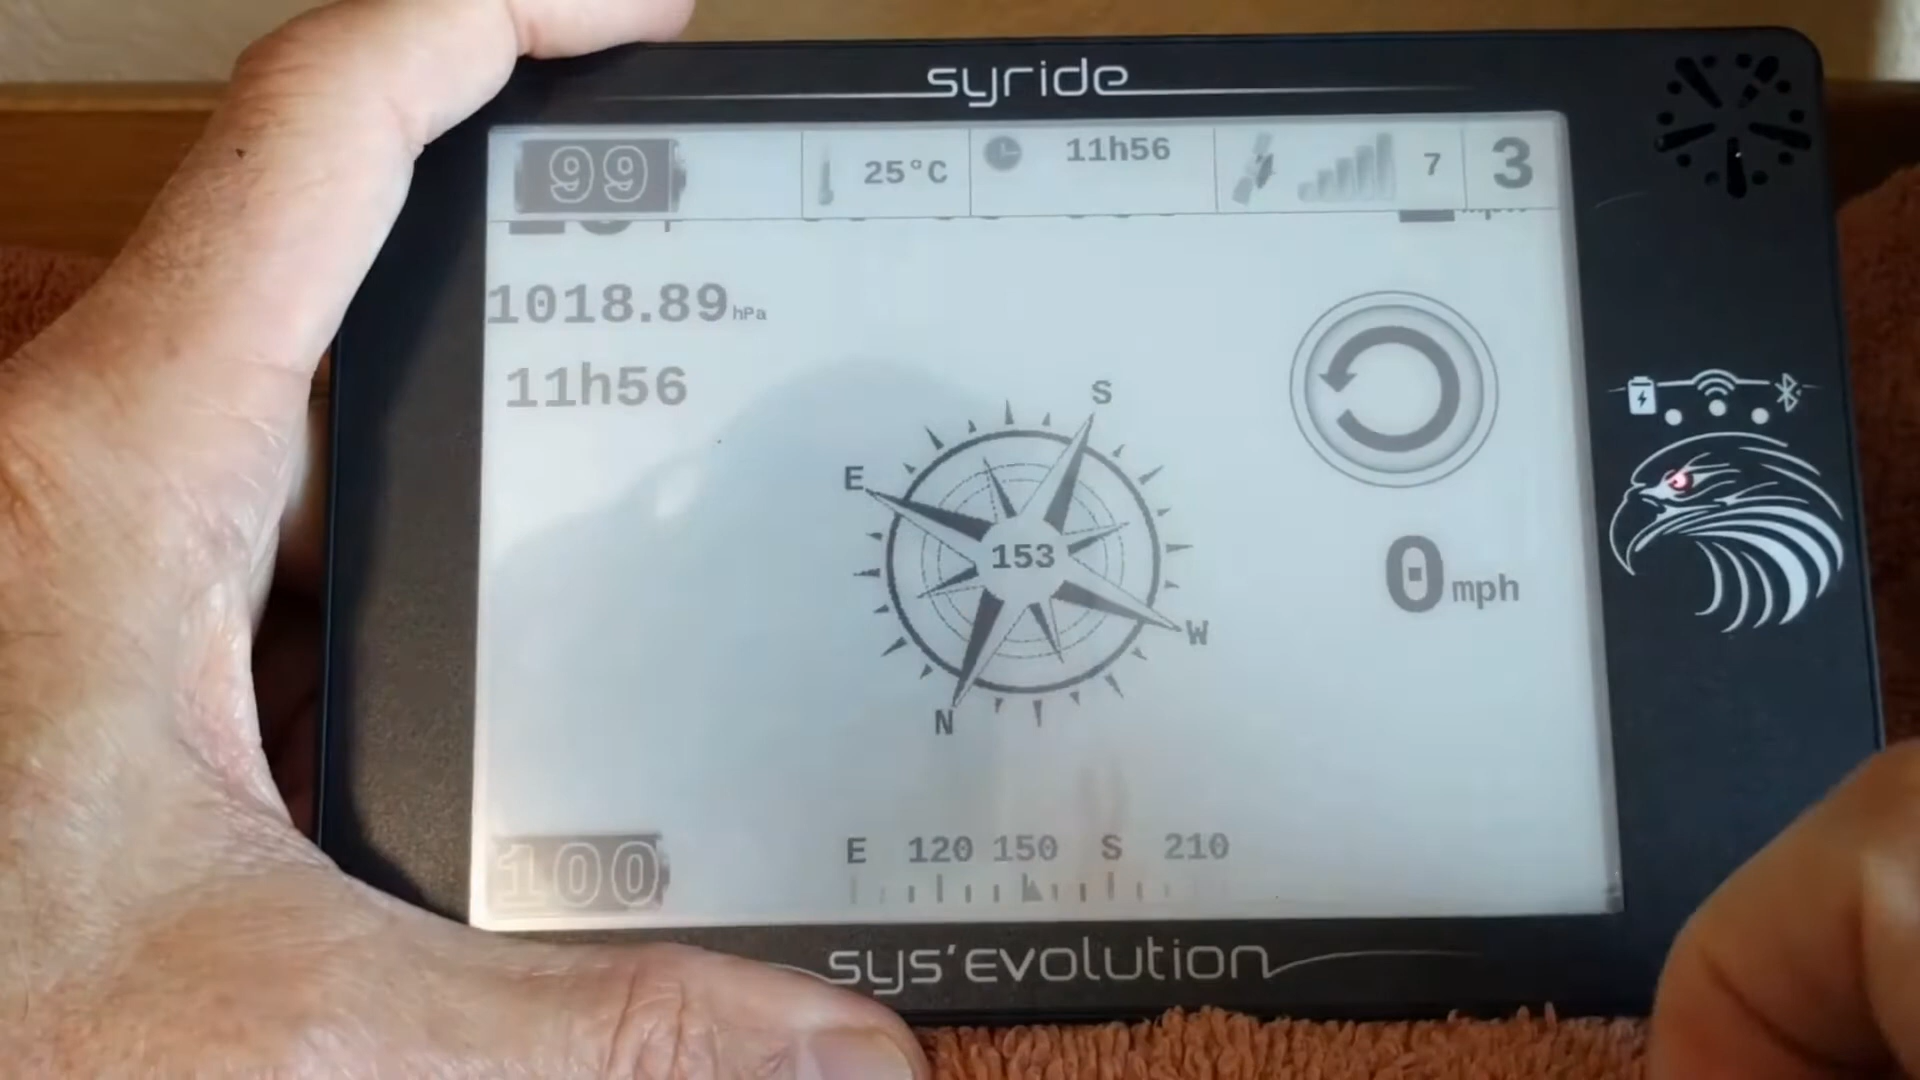 syride
99 25°C 11h56 7 3
1018.89hPa
11h56
S
E
153
W
N
0mph
100
E 120 150 S 210
sys'evolution